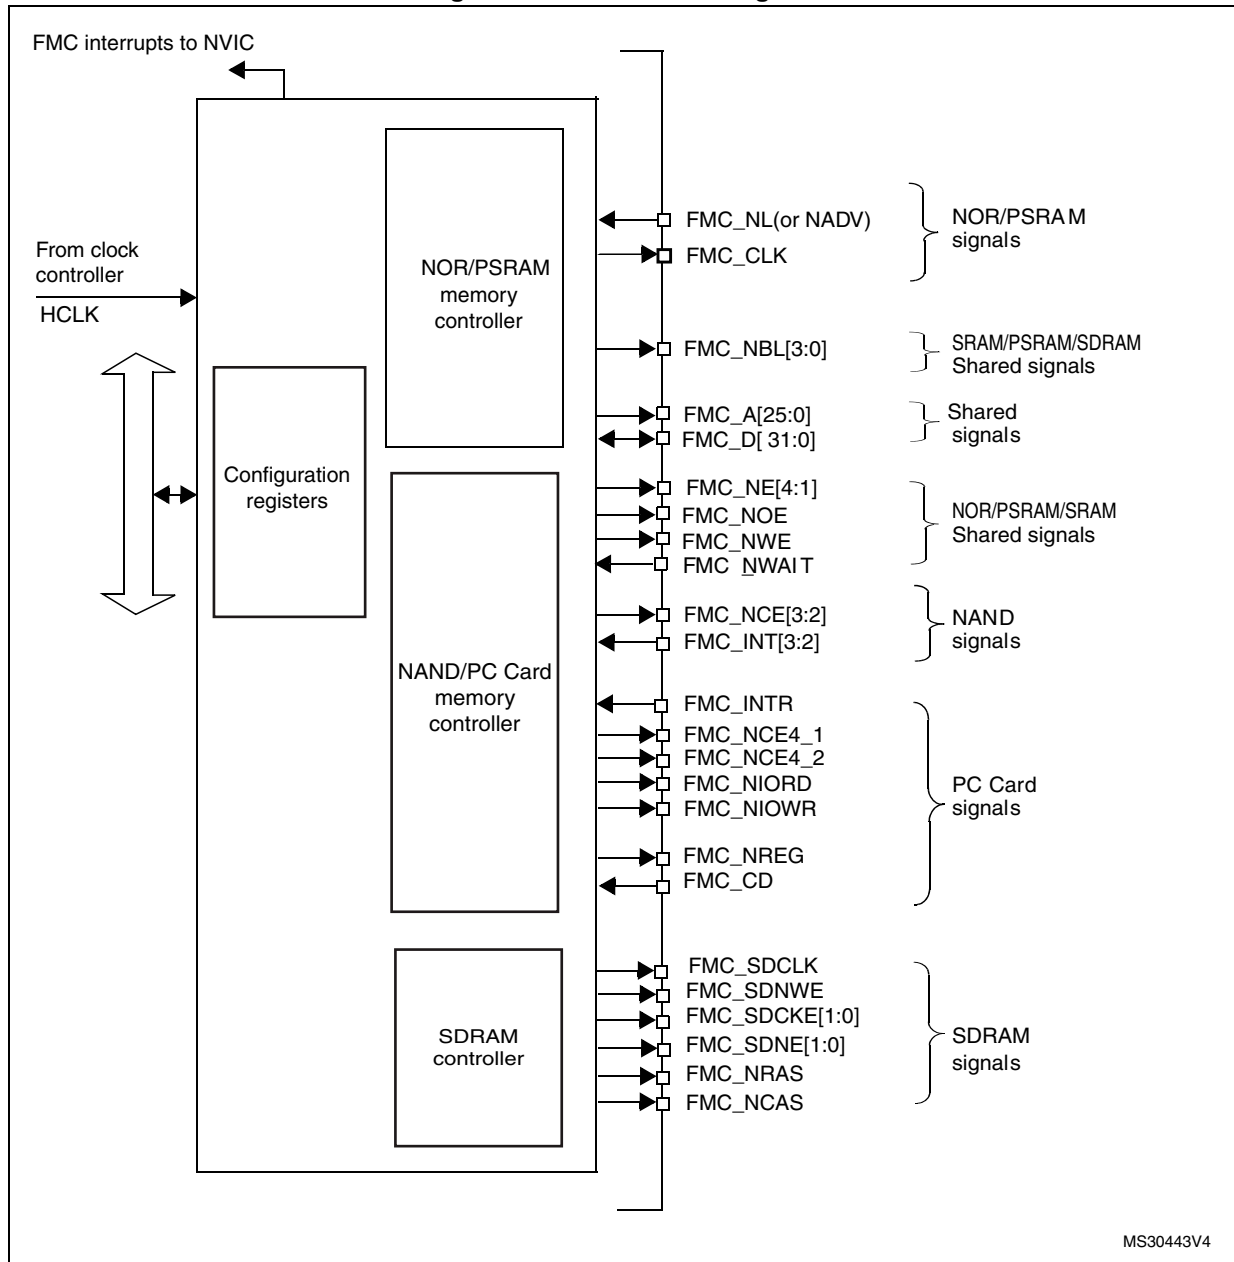 FMC interrupts to NVIC
From clock
controller
HCLK
Configuration
registers
NOR/PSRAM
memory
controller
NAND/PC Card
memory
controller
SDRAM
controller
FMC_NL(or NADV)
FMC_CLK
NOR/PSRAM
signals
FMC_NBL[3:0]
SRAM/PSRAM/SDRAM
Shared signals
FMC_A[25:0]
FMC_D[ 31:0]
Shared
signals
FMC_NE[4:1]
FMC_NOE
FMC_NWE
FMC_NWAIT
NOR/PSRAM/SRAM
Shared signals
FMC_NCE[3:2]
FMC_INT[3:2]
NAND
signals
FMC_INTR
FMC_NCE4_1
FMC_NCE4_2
FMC_NIORD
FMC_NIOWR
FMC_NREG
FMC_CD
PC Card
signals
FMC_SDCLK
FMC_SDNWE
FMC_SDCKE[1:0]
FMC_SDNE[1:0]
FMC_NRAS
FMC_NCAS
SDRAM
signals
MS30443V4